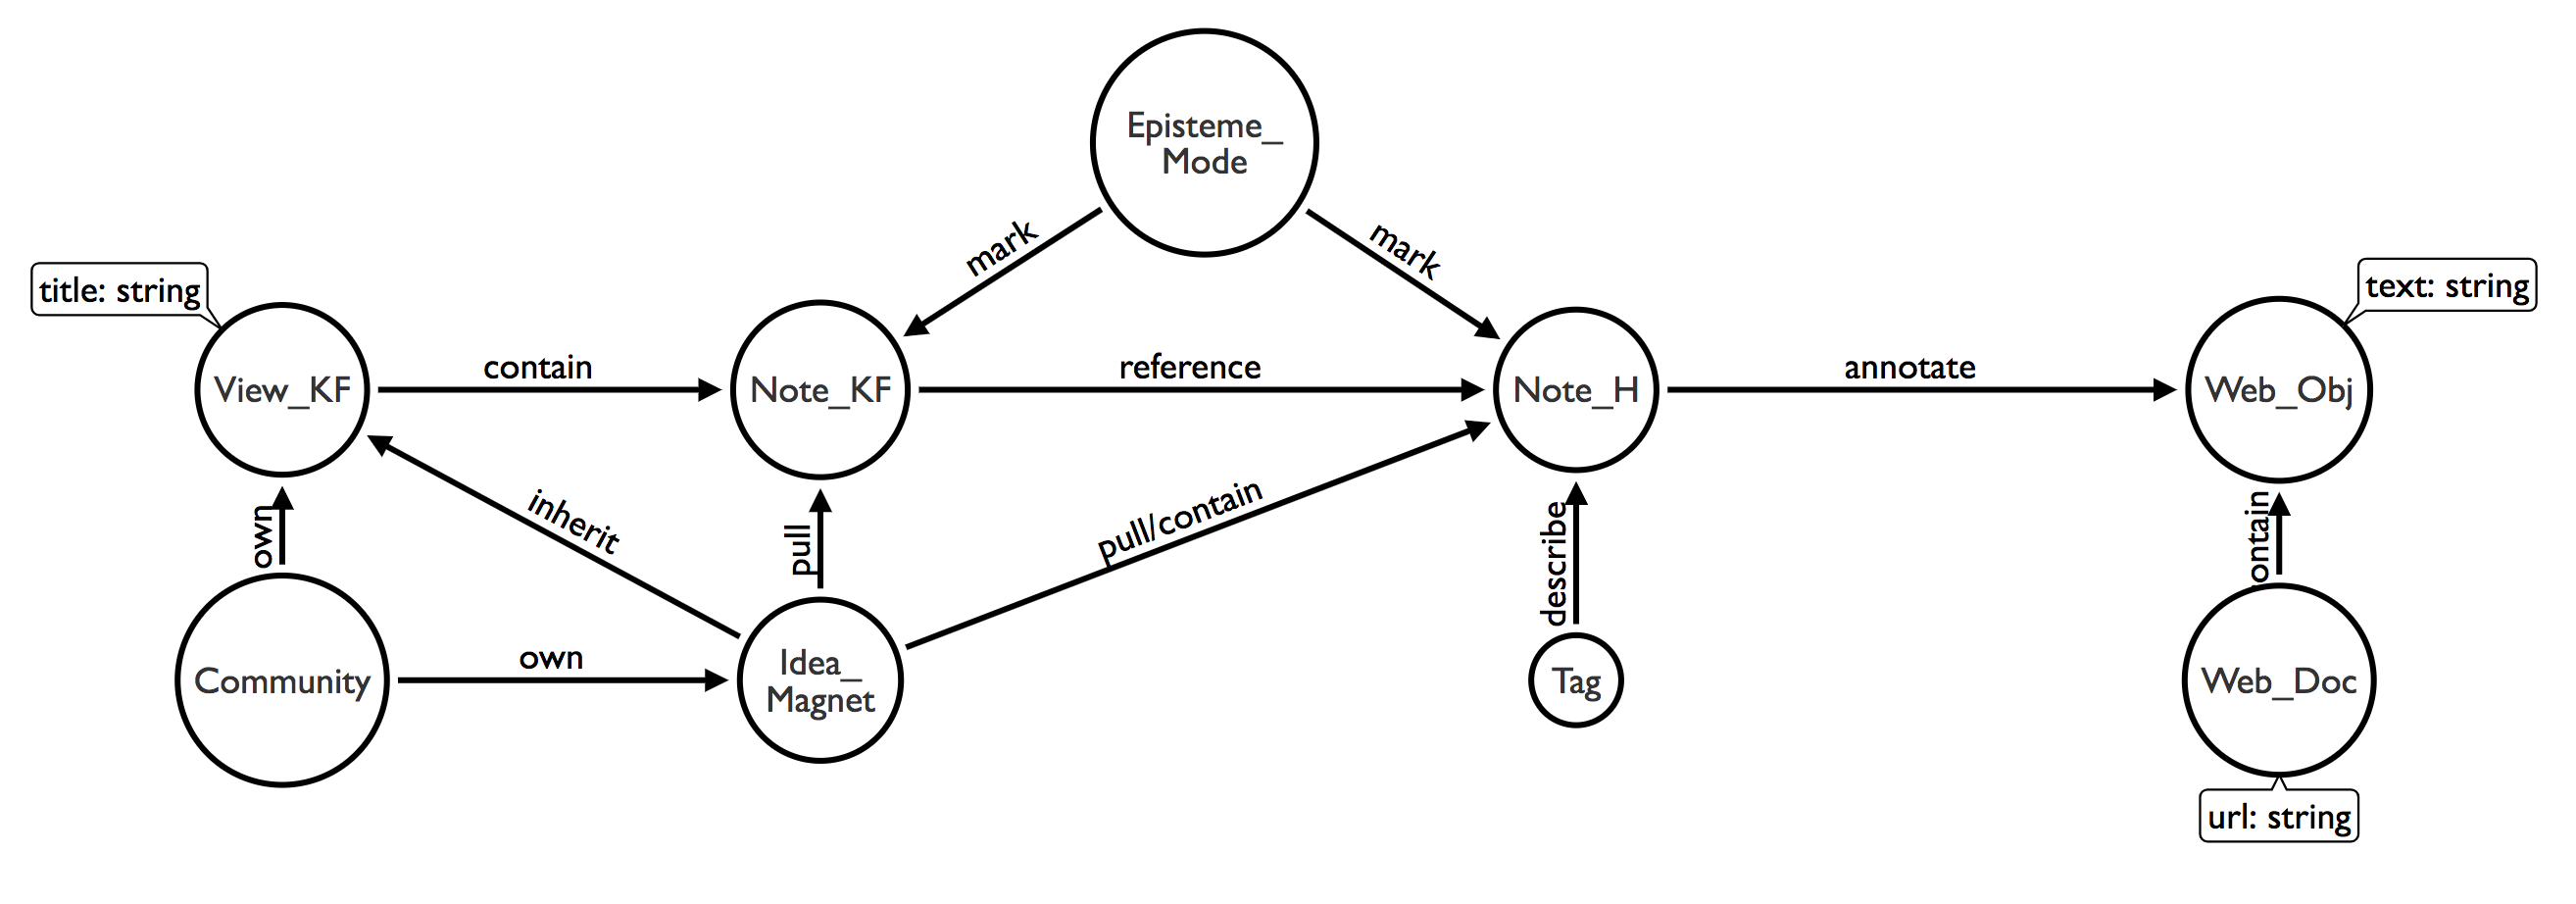 Episteme_
Mode
mark
mark
title: string
text: string
View_KF
contain
Note_KF
reference
Note_H
annotate
Web_Obj
own
inherit
pull
pull/contain
describe
ontain
Community
own
Idea_
Magnet
Tag
Web_Doc
url: string